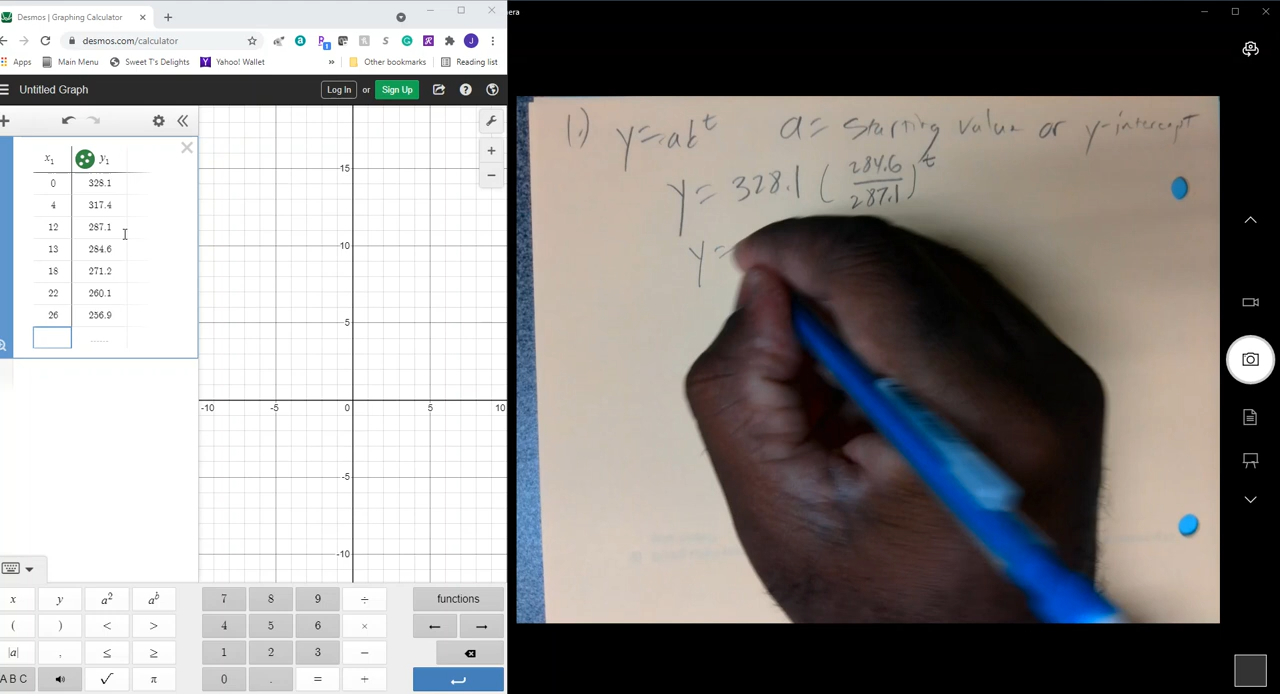 Desmos | Graphing Calculator
desmos.com/calculator
Apps Main Menu Sweet T's Delights Yahoo! Wallet » Other bookmarks Reading list
Untitled Graph Log In or Sign Up
x₁ y₁
0 328.1
4 317.4
12 287.1
13 284.6
18 271.2
22 260.1
26 256.9
15
10
5
-10 -5 0 5 10
-5
-10
x y a² aᵇ 7 8 9 ÷ functions
( ) < > 4 5 6 × ← →
|a| , ≤ ≥ 1 2 3 −
A B C √ π 0 . = +
mera
1.) y = abᵗ a = starting value or y-intercept
y = 328.1 (284.6/287.1)ᵗ
y =